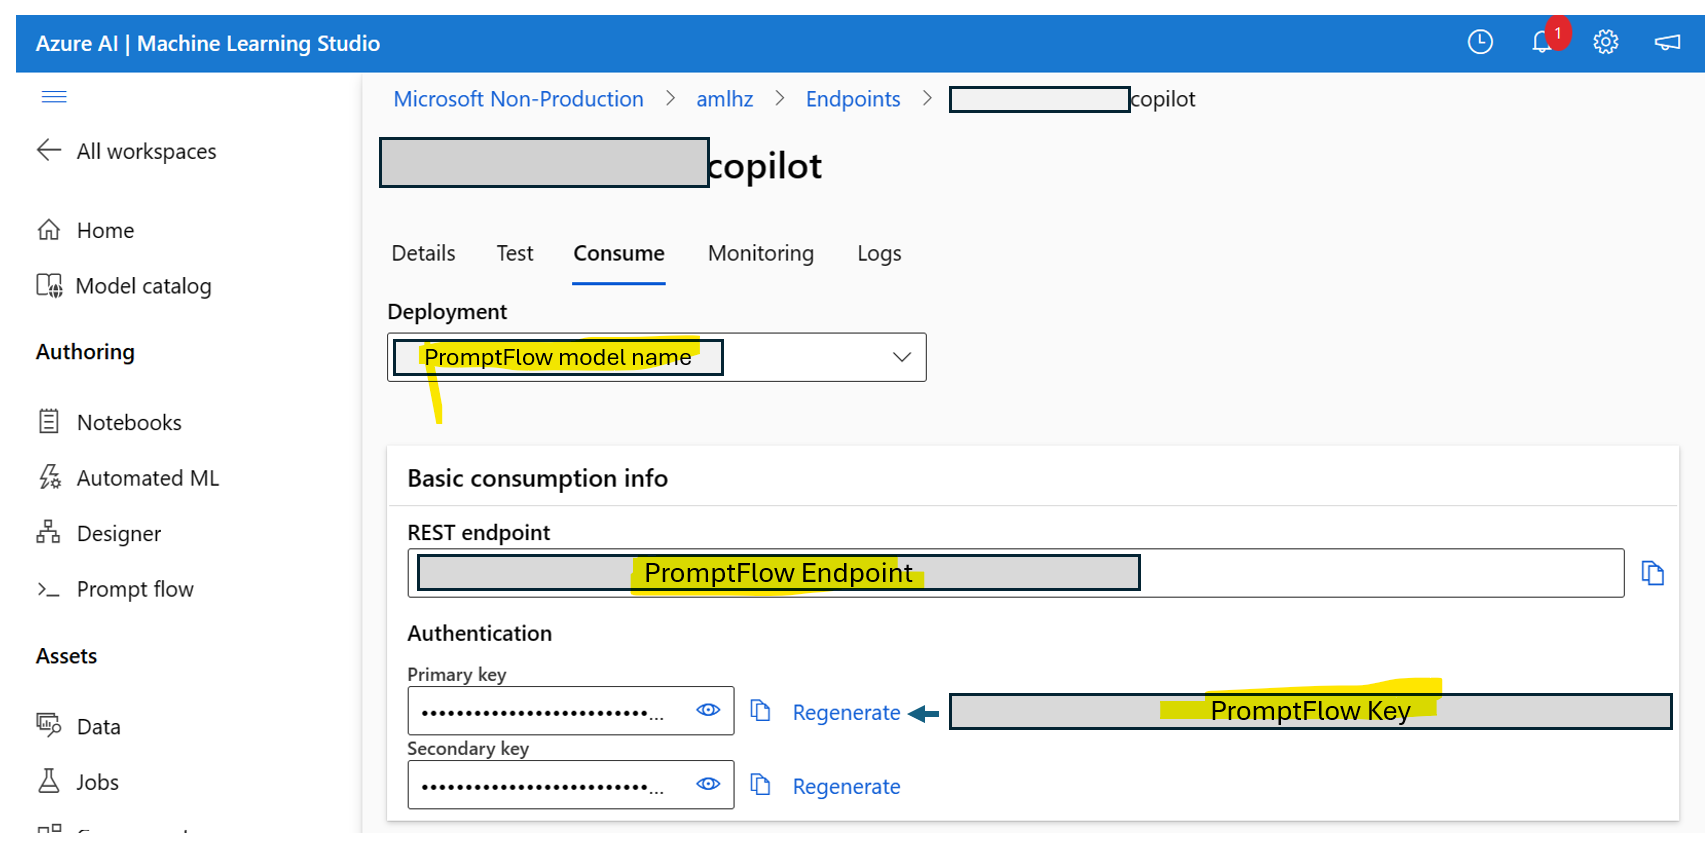 Azure AI | Machine Learning Studio
1
Microsoft Non-Production > amlhz > Endpoints > copilot
All workspaces
Home
Model catalog
Authoring
Notebooks
Automated ML
Designer
Prompt flow
Assets
Data
Jobs
copilot
Details Test Consume Monitoring Logs
Deployment
PromptFlow model name
Basic consumption info
REST endpoint
PromptFlow Endpoint
Authentication
Primary key
••••••••••••••••••••••••••... Regenerate PromptFlow Key
Secondary key
••••••••••••••••••••••••••... Regenerate